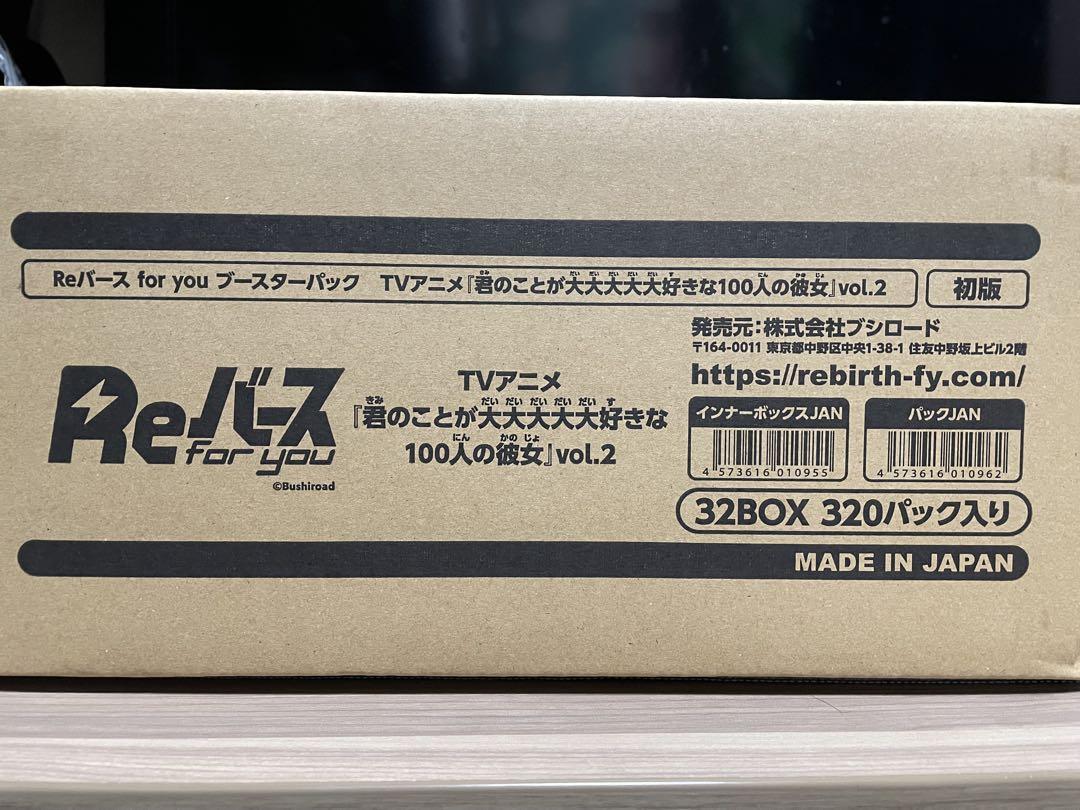 Reバース for you ブースターパック TVアニメ『君のことが大大大大大好きな100人の彼女』vol.2
初版
発売元:株式会社ブシロード
〒164-0011 東京都中野区中央1-38-1 住友中野坂上ビル2階
https://rebirth-fy.com/
Reバース
for you
©Bushiroad
TVアニメ
『君のことが大大大大大好きな
100人の彼女』vol.2
インナーボックスJAN
4 573616 010955
パックJAN
4 573616 010962
32BOX 320パック入り
MADE IN JAPAN